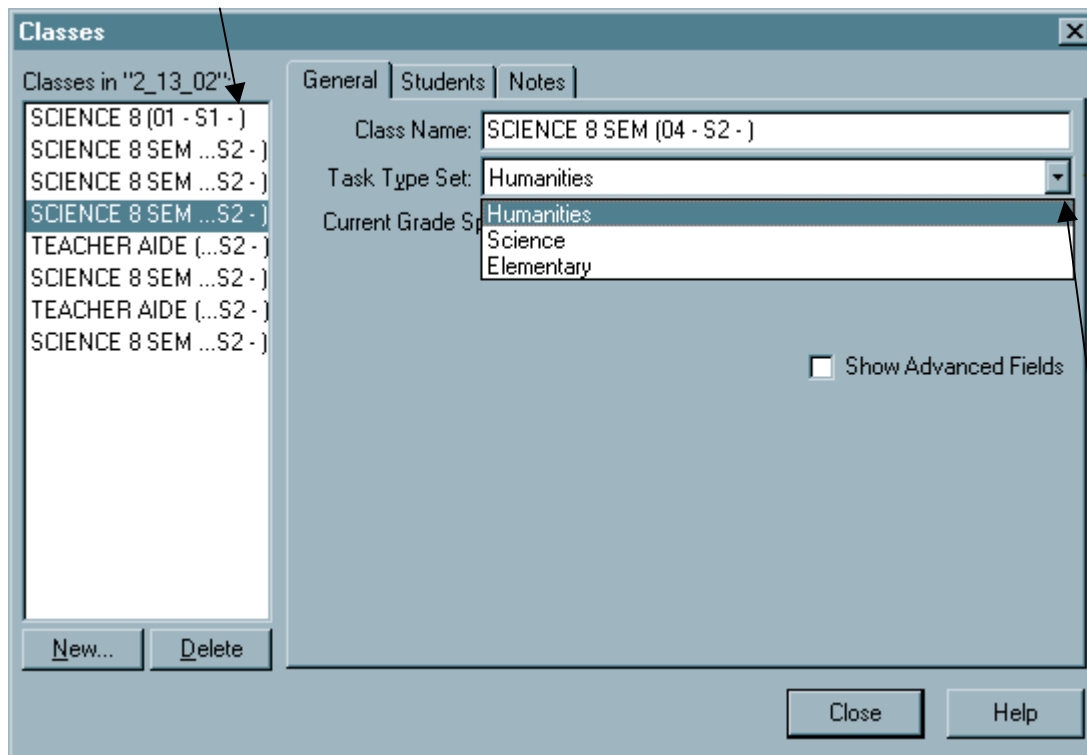 Classes
Classes in "2_13_02":
SCIENCE 8 (01 - S1 - )
SCIENCE 8 SEM ...S2 - )
SCIENCE 8 SEM ...S2 - )
SCIENCE 8 SEM ...S2 - )
TEACHER AIDE (...S2 - )
SCIENCE 8 SEM ...S2 - )
TEACHER AIDE (...S2 - )
SCIENCE 8 SEM ...S2 - )
New...
Delete
General
Students
Notes
Class Name: SCIENCE 8 SEM (04 - S2 - )
Task Type Set: Humanities
Current Grade Sp
Humanities
Science
Elementary
Show Advanced Fields
Close
Help